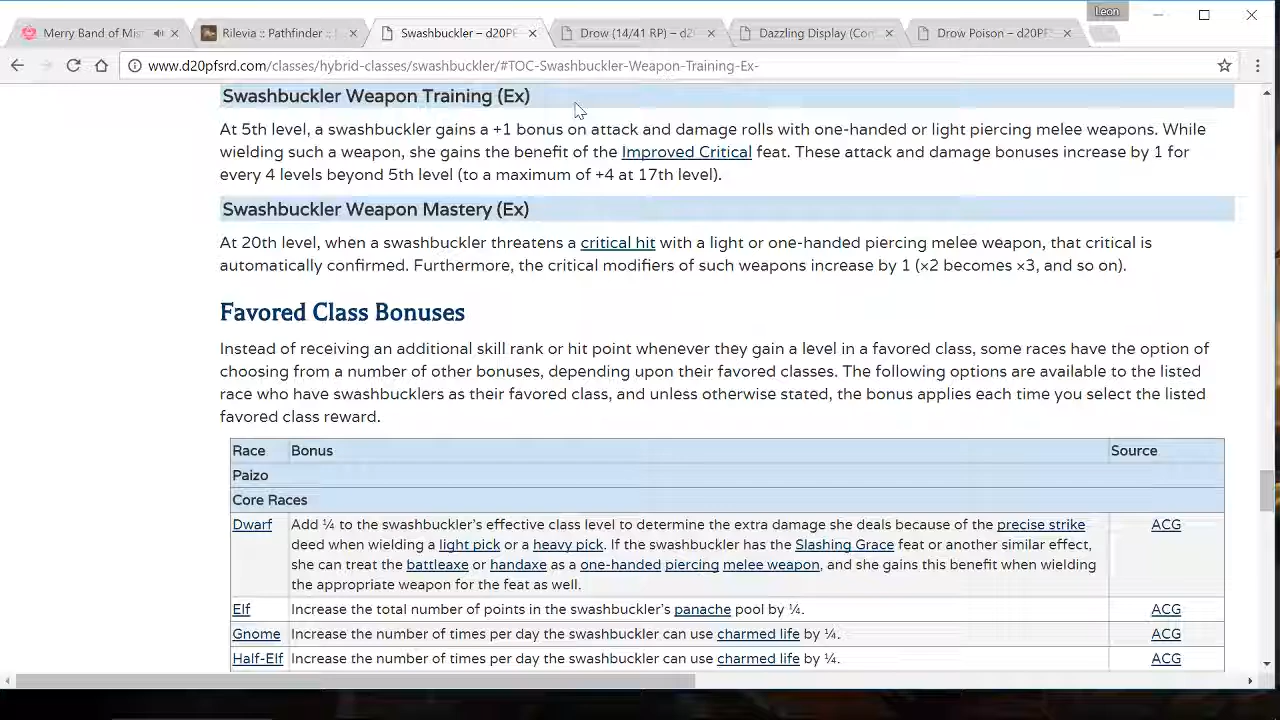 Leon
Merry Band of Mis
Rilevia :: Pathfinder ::
Swashbuckler – d20PF
Drow (14/41 RP) – d2
Dazzling Display (Con
Drow Poison – d20PF
www.d20pfsrd.com/classes/hybrid-classes/swashbuckler/#TOC-Swashbuckler-Weapon-Training-Ex-
Swashbuckler Weapon Training (Ex)
At 5th level, a swashbuckler gains a +1 bonus on attack and damage rolls with one-handed or light piercing melee weapons. While
wielding such a weapon, she gains the benefit of the Improved Critical feat. These attack and damage bonuses increase by 1 for
every 4 levels beyond 5th level (to a maximum of +4 at 17th level).
Swashbuckler Weapon Mastery (Ex)
At 20th level, when a swashbuckler threatens a critical hit with a light or one-handed piercing melee weapon, that critical is
automatically confirmed. Furthermore, the critical modifiers of such weapons increase by 1 (×2 becomes ×3, and so on).
Favored Class Bonuses
Instead of receiving an additional skill rank or hit point whenever they gain a level in a favored class, some races have the option of
choosing from a number of other bonuses, depending upon their favored classes. The following options are available to the listed
race who have swashbucklers as their favored class, and unless otherwise stated, the bonus applies each time you select the listed
favored class reward.
Race Bonus Source
Paizo
Core Races
Dwarf Add ¼ to the swashbuckler's effective class level to determine the extra damage she deals because of the precise strike ACG
deed when wielding a light pick or a heavy pick. If the swashbuckler has the Slashing Grace feat or another similar effect,
she can treat the battleaxe or handaxe as a one-handed piercing melee weapon, and she gains this benefit when wielding
the appropriate weapon for the feat as well.
Elf Increase the total number of points in the swashbuckler's panache pool by ¼. ACG
Gnome Increase the number of times per day the swashbuckler can use charmed life by ¼. ACG
Half-Elf Increase the number of times per day the swashbuckler can use charmed life by ¼. ACG